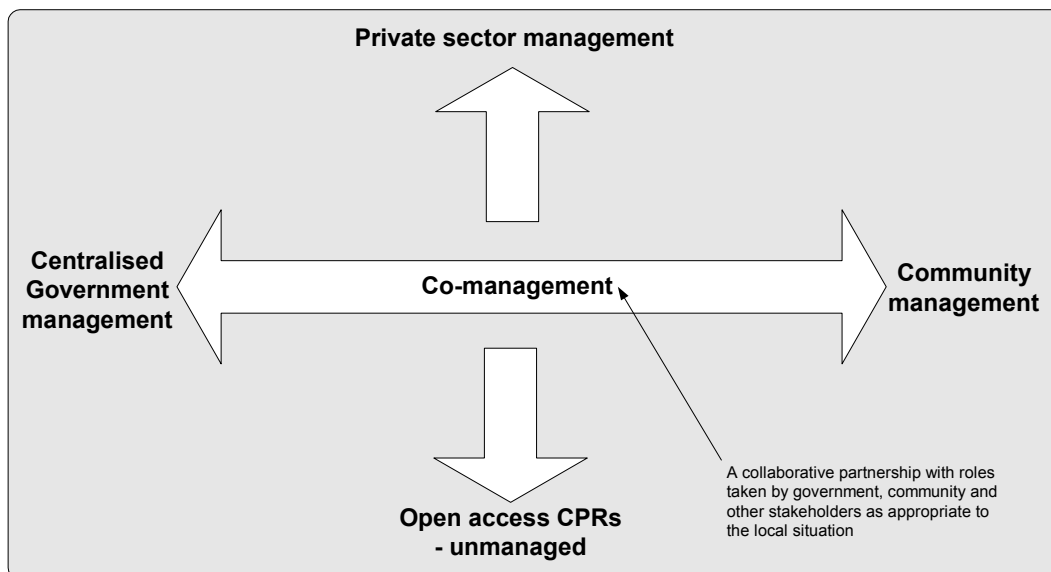 Private sector management
Centralised
Government
management
Co-management
Community
management
A collaborative partnership with roles
taken by government, community and
other stakeholders as appropriate to
the local situation
Open access CPRs
- unmanaged